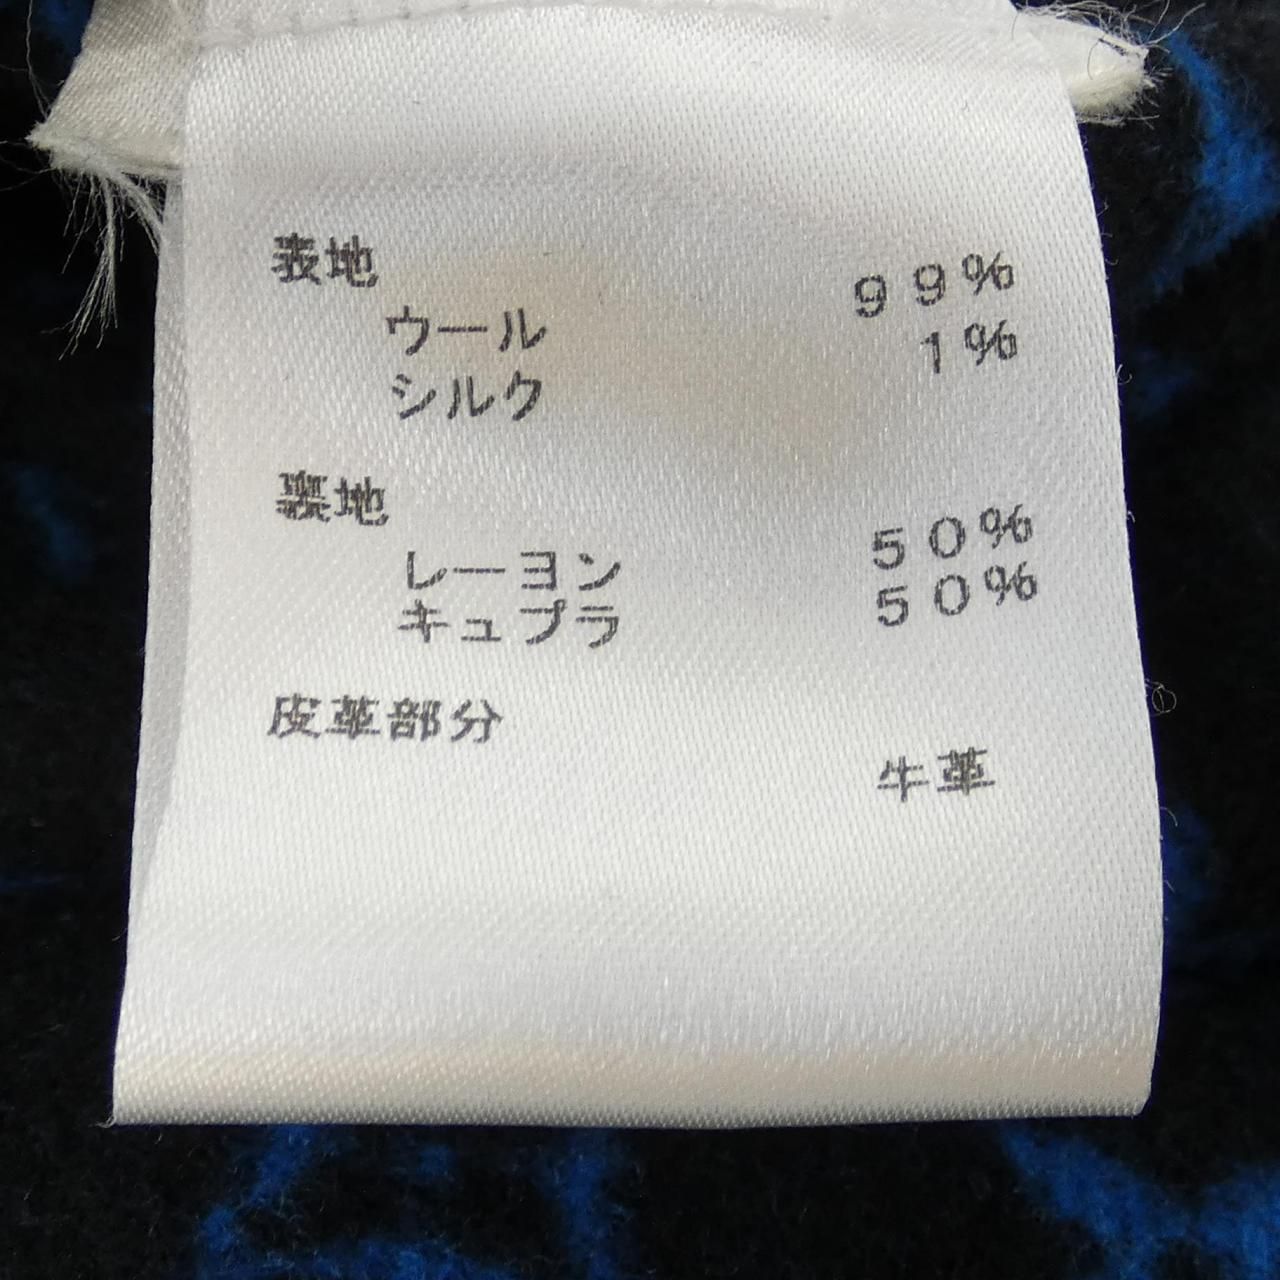 表地
ウール 99%
シルク 1%
裏地
レーヨン 50%
キュプラ 50%
皮革部分
牛革